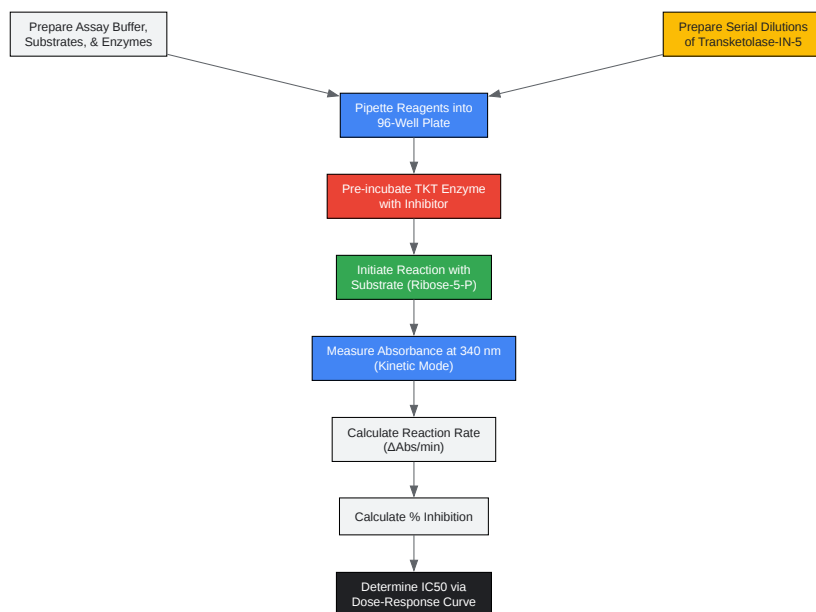 Prepare Assay Buffer,
Substrates, & Enzymes
Prepare Serial Dilutions
of Transketolase-IN-5
Pipette Reagents into
96-Well Plate
Pre-incubate TKT Enzyme
with Inhibitor
Initiate Reaction with
Substrate (Ribose-5-P)
Measure Absorbance at 340 nm
(Kinetic Mode)
Calculate Reaction Rate
(ΔAbs/min)
Calculate % Inhibition
Determine IC50 via
Dose-Response Curve